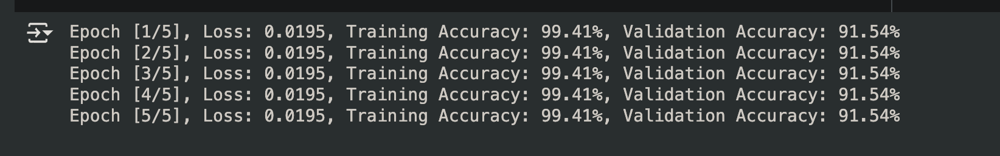 Epoch [1/5], Loss: 0.0195, Training Accuracy: 99.41%, Validation Accuracy: 91.54%
Epoch [2/5], Loss: 0.0195, Training Accuracy: 99.41%, Validation Accuracy: 91.54%
Epoch [3/5], Loss: 0.0195, Training Accuracy: 99.41%, Validation Accuracy: 91.54%
Epoch [4/5], Loss: 0.0195, Training Accuracy: 99.41%, Validation Accuracy: 91.54%
Epoch [5/5], Loss: 0.0195, Training Accuracy: 99.41%, Validation Accuracy: 91.54%